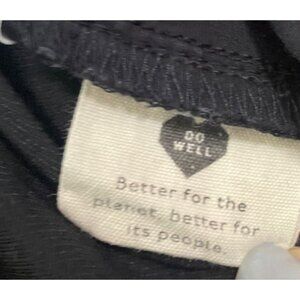 DO
WELL
Better for the
planet, better for
its people.